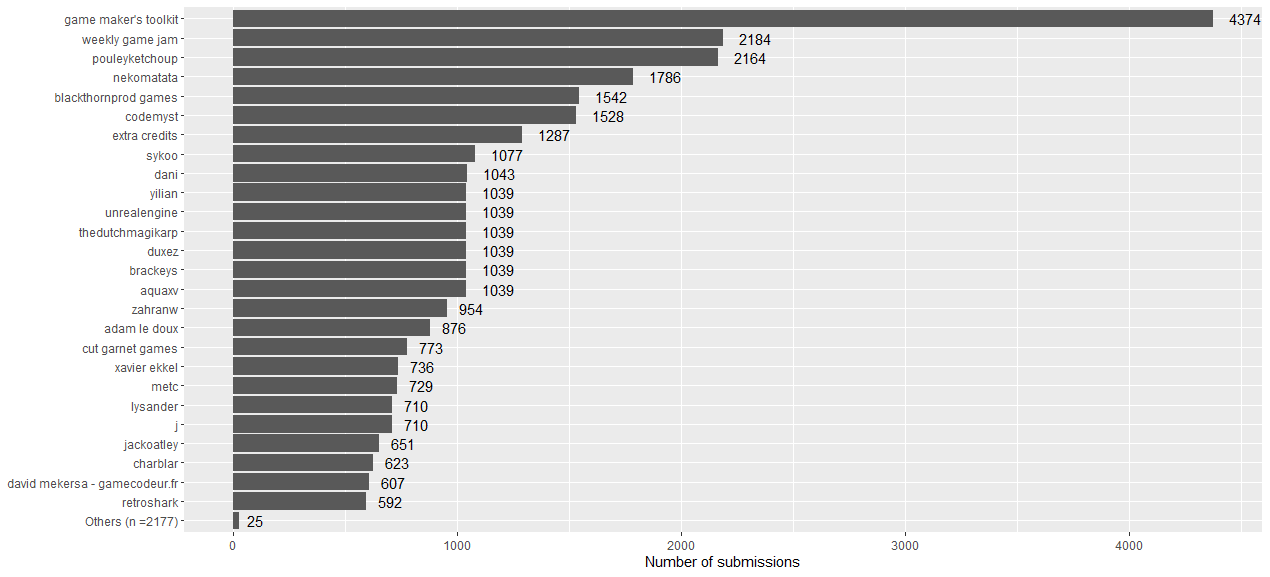 game maker's toolkit 4374
weekly game jam 2184
pouleyketchoup 2164
nekomatata 1786
blackthornprod games 1542
codemyst 1528
extra credits 1287
sykoo 1077
dani 1043
yilian 1039
unrealengine 1039
thedutchmagikarp 1039
duxez 1039
brackeys 1039
aquaxv 1039
zahranw 954
adam le doux 876
cut garnet games 773
xavier ekkel 736
metc 729
lysander 710
j 710
jackoatley 651
charblar 623
david mekersa - gamecodeur.fr 607
retroshark 592
Others (n =2177) 25
0 1000 2000 3000 4000
Number of submissions